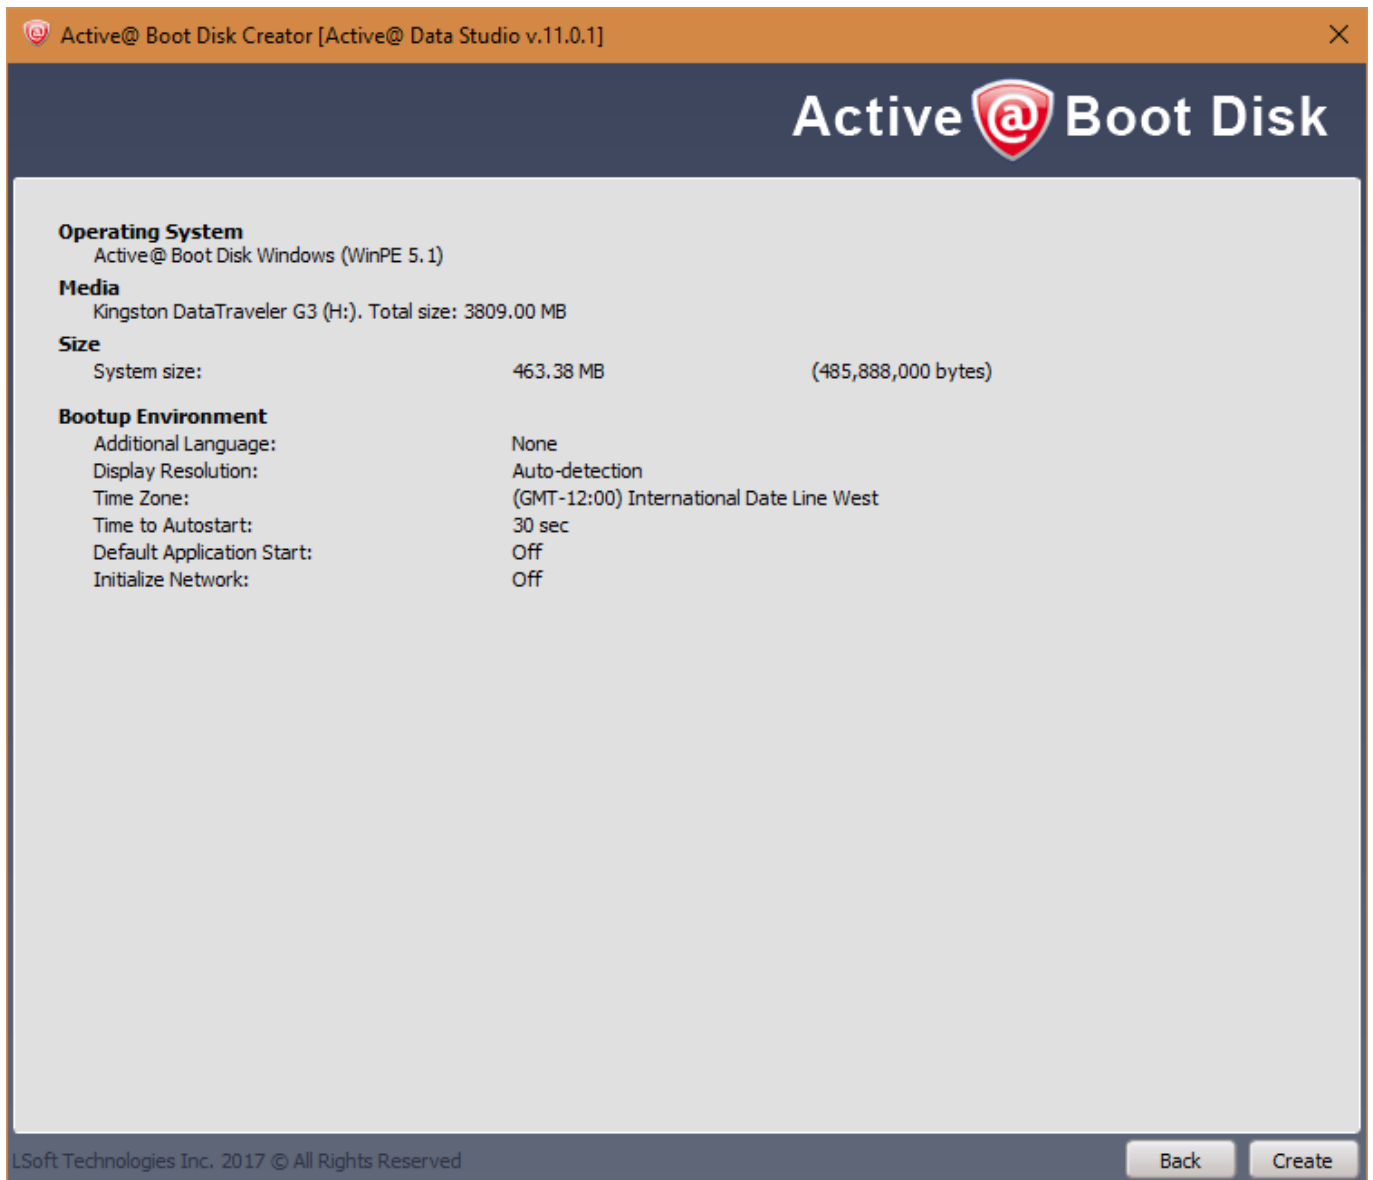 Active@ Boot Disk Creator [Active@ Data Studio v.11.0.1]
Active @ Boot Disk
Operating System
Active@ Boot Disk Windows (WinPE 5.1)
Media
Kingston DataTraveler G3 (H:). Total size: 3809.00 MB
Size
System size: 463.38 MB (485,888,000 bytes)
Bootup Environment
Additional Language: None
Display Resolution: Auto-detection
Time Zone: (GMT-12:00) International Date Line West
Time to Autostart: 30 sec
Default Application Start: Off
Initialize Network: Off
LSoft Technologies Inc. 2017 © All Rights Reserved
Back Create